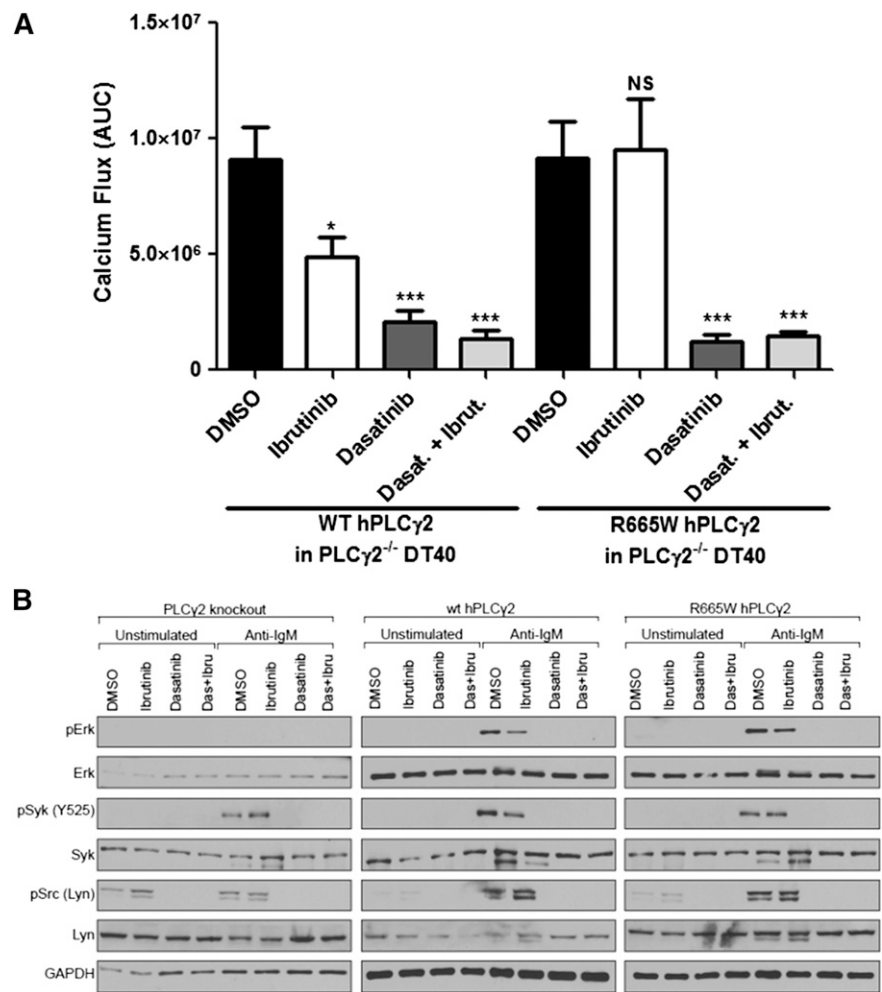 A
1.5×10⁷
1.0×10⁷
5.0×10⁶
0
Calcium Flux (AUC)
*
***
***
NS
***
***
DMSO
Ibrutinib
Dasatinib
Dasat. + Ibrut.
DMSO
Ibrutinib
Dasatinib
Dasat. + Ibrut.
WT hPLCγ2
in PLCγ2⁻/⁻ DT40
R665W hPLCγ2
in PLCγ2⁻/⁻ DT40
B
PLCγ2 knockout
wt hPLCγ2
R665W hPLCγ2
Unstimulated
Anti-IgM
Unstimulated
Anti-IgM
Unstimulated
Anti-IgM
DMSO
Ibrutinib
Dasatinib
Das+Ibru
DMSO
Ibrutinib
Dasatinib
Das+Ibru
DMSO
Ibrutinib
Dasatinib
Das+Ibru
DMSO
Ibrutinib
Dasatinib
Das+Ibru
DMSO
Ibrutinib
Dasatinib
Das+Ibru
DMSO
Ibrutinib
Dasatinib
Das+Ibru
pErk
Erk
pSyk (Y525)
Syk
pSrc (Lyn)
Lyn
GAPDH